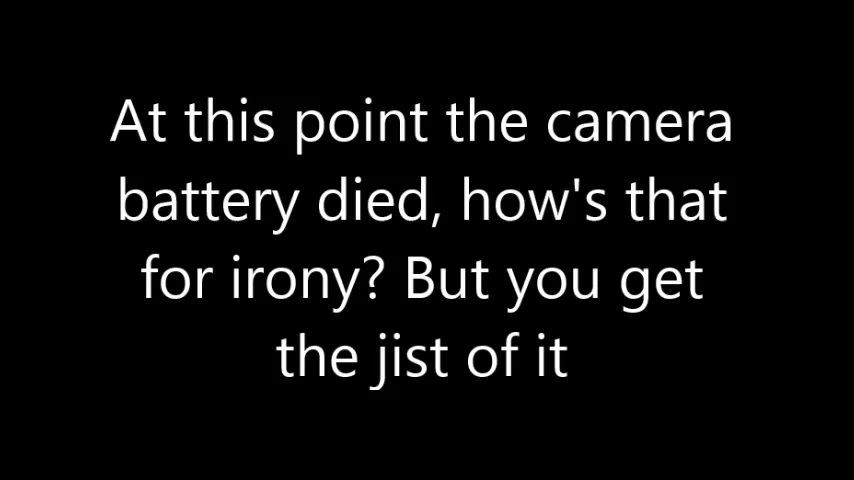 At this point the camera
battery died, how's that
for irony? But you get
the jist of it